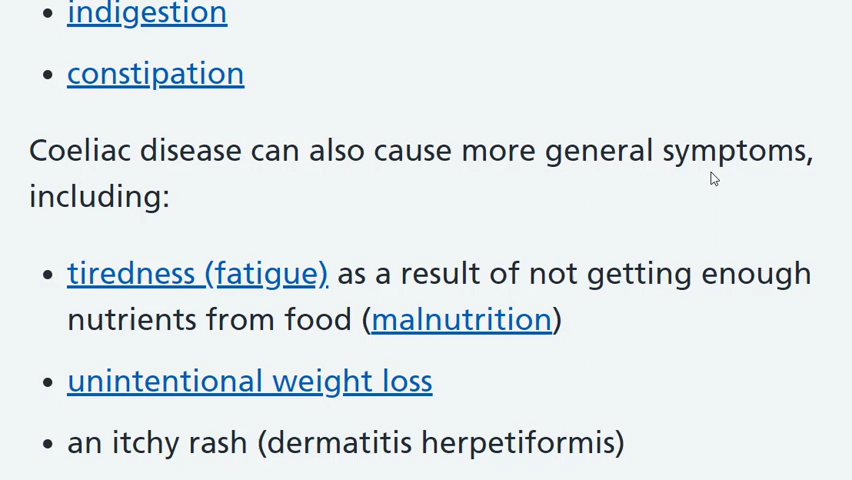 indigestion
constipation
Coeliac disease can also cause more general symptoms,
including:
tiredness (fatigue) as a result of not getting enough
nutrients from food (malnutrition)
unintentional weight loss
an itchy rash (dermatitis herpetiformis)